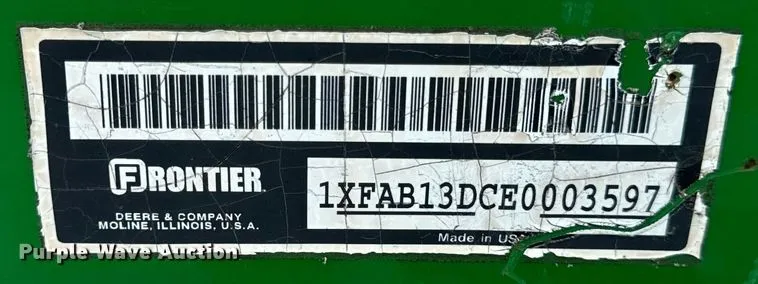 FRONTIER
DEERE & COMPANY
MOLINE, ILLINOIS, U.S.A.
1XFAB13DCE0003597
Made in USA
Purple Wave Auction